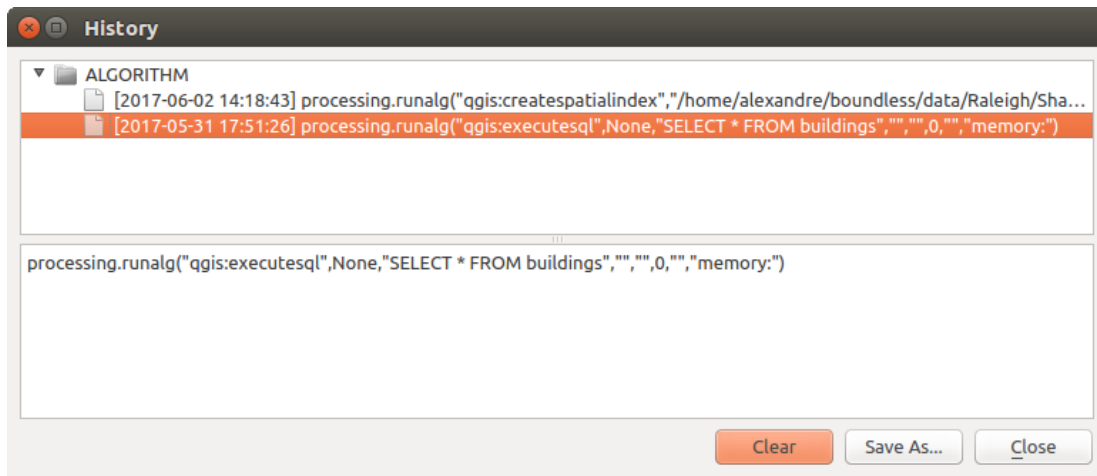 History
ALGORITHM
[2017-06-02 14:18:43] processing.runalg("qgis:createspatialindex","/home/alexandre/boundless/data/Raleigh/Sha...
[2017-05-31 17:51:26] processing.runalg("qgis:executesql",None,"SELECT * FROM buildings","","",0,"","memory:")
processing.runalg("qgis:executesql",None,"SELECT * FROM buildings","","",0,"","memory:")
Clear Save As... Close